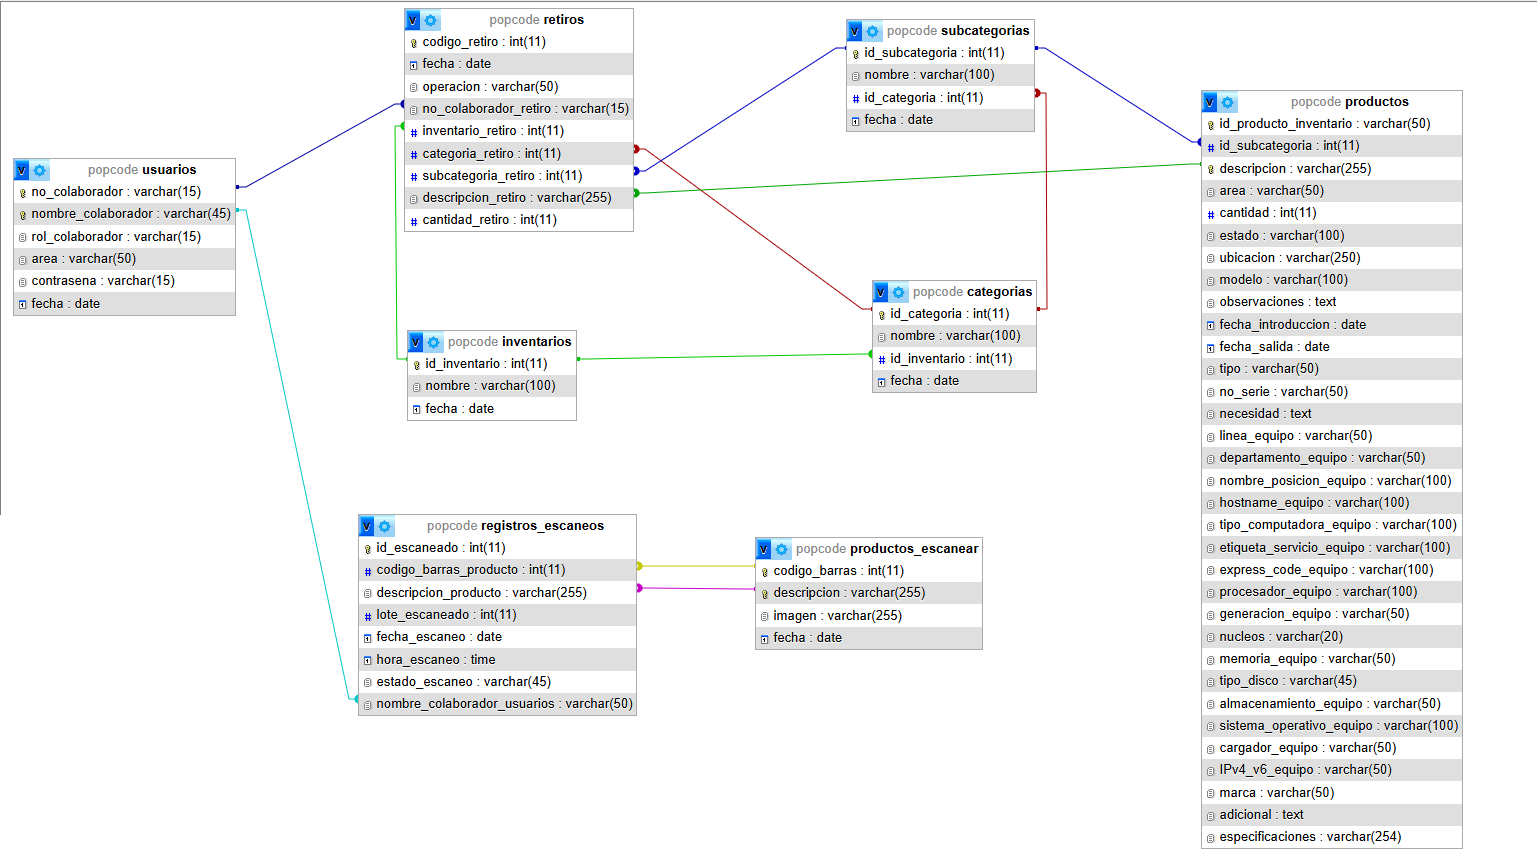 popcode retiros
codigo_retiro : int(11)
fecha : date
operacion : varchar(50)
no_colaborador_retiro : varchar(15)
inventario_retiro : int(11)
categoria_retiro : int(11)
subcategoria_retiro : int(11)
descripcion_retiro : varchar(255)
cantidad_retiro : int(11)
popcode subcategorias
id_subcategoria : int(11)
nombre : varchar(100)
id_categoria : int(11)
fecha : date
popcode productos
id_producto_inventario : varchar(50)
id_subcategoria : int(11)
descripcion : varchar(255)
area : varchar(50)
cantidad : int(11)
estado : varchar(100)
ubicacion : varchar(250)
modelo : varchar(100)
observaciones : text
fecha_introduccion : date
fecha_salida : date
tipo : varchar(50)
no_serie : varchar(50)
necesidad : text
linea_equipo : varchar(50)
departamento_equipo : varchar(50)
nombre_posicion_equipo : varchar(100)
hostname_equipo : varchar(100)
tipo_computadora_equipo : varchar(100)
etiqueta_servicio_equipo : varchar(100)
express_code_equipo : varchar(100)
procesador_equipo : varchar(100)
generacion_equipo : varchar(50)
nucleos : varchar(20)
memoria_equipo : varchar(50)
tipo_disco : varchar(45)
almacenamiento_equipo : varchar(50)
sistema_operativo_equipo : varchar(100)
cargador_equipo : varchar(50)
IPv4_v6_equipo : varchar(50)
marca : varchar(50)
adicional : text
especificaciones : varchar(254)
popcode usuarios
no_colaborador : varchar(15)
nombre_colaborador : varchar(45)
rol_colaborador : varchar(15)
area : varchar(50)
contrasena : varchar(15)
fecha : date
popcode categorias
id_categoria : int(11)
nombre : varchar(100)
id_inventario : int(11)
fecha : date
popcode inventarios
id_inventario : int(11)
nombre : varchar(100)
fecha : date
popcode registros_escaneos
id_escaneado : int(11)
codigo_barras_producto : int(11)
descripcion_producto : varchar(255)
lote_escaneado : int(11)
fecha_escaneo : date
hora_escaneo : time
estado_escaneo : varchar(45)
nombre_colaborador_usuarios : varchar(50)
popcode productos_escanear
codigo_barras : int(11)
descripcion : varchar(255)
imagen : varchar(255)
fecha : date